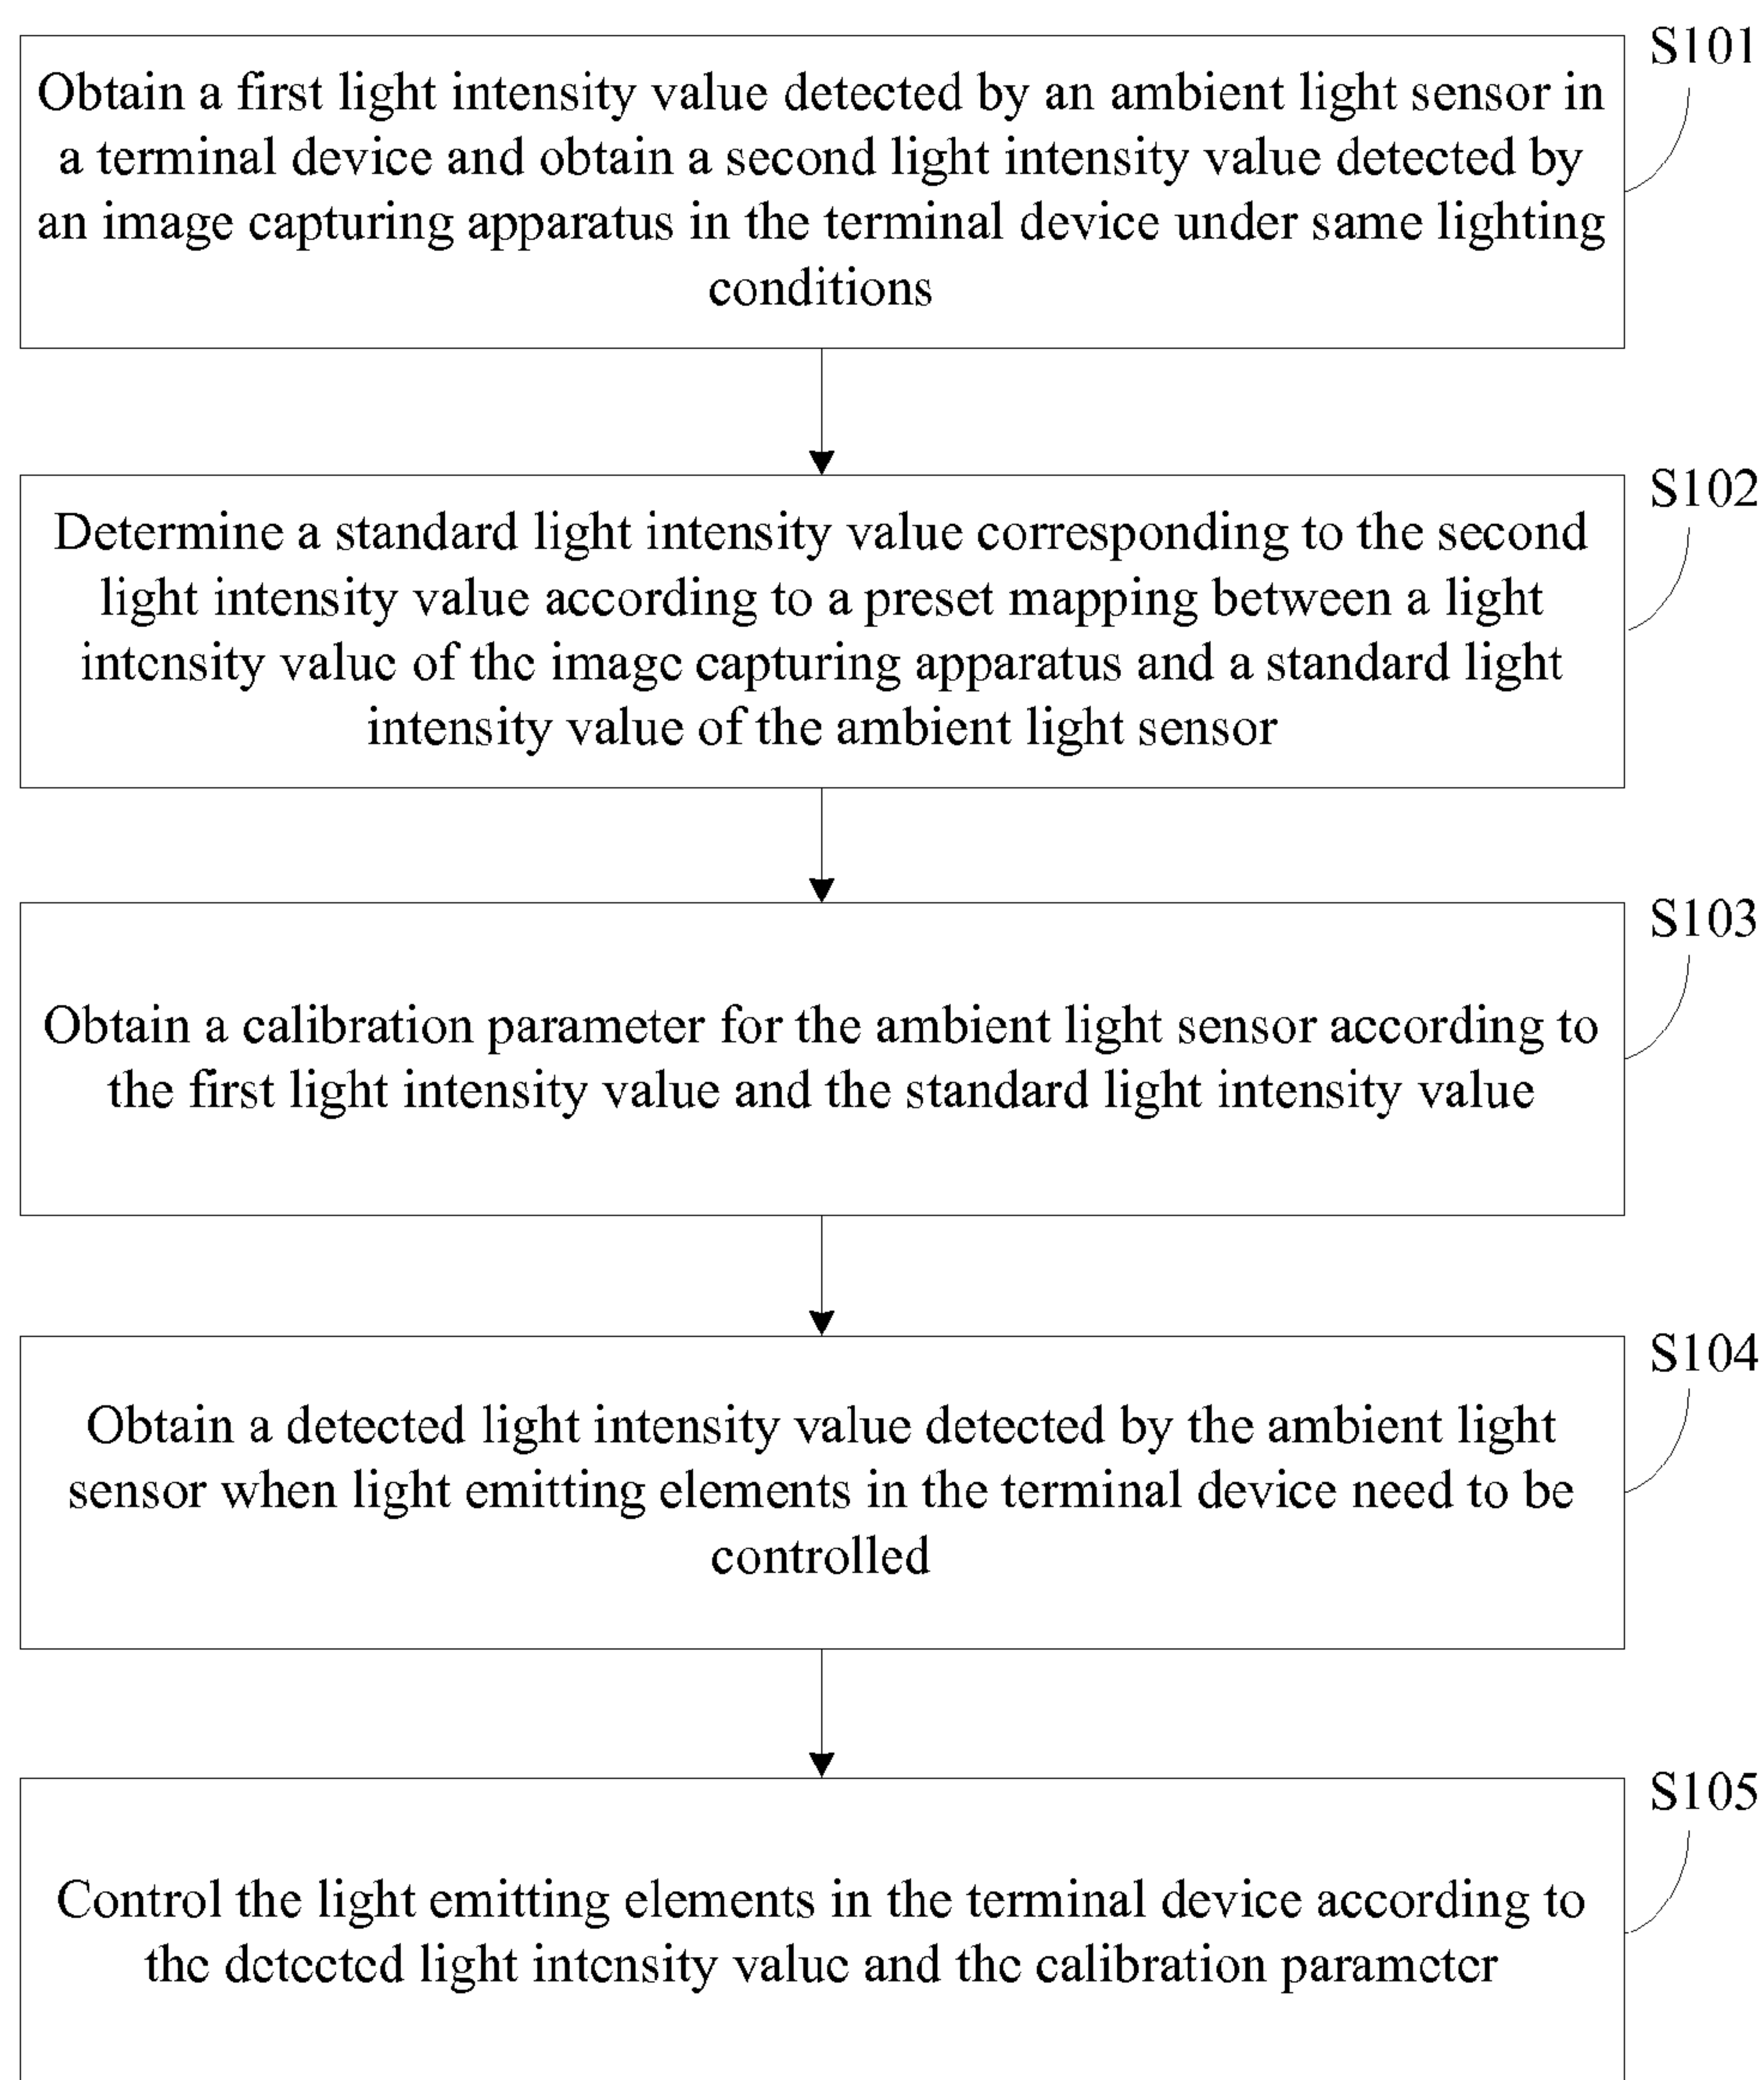 S101
Obtain a first light intensity value detected by an ambient light sensor in
a terminal device and obtain a second light intensity value detected by
an image capturing apparatus in the terminal device under same lighting
conditions
S102
Determine a standard light intensity value corresponding to the second
light intensity value according to a preset mapping between a light
intensity value of the image capturing apparatus and a standard light
intensity value of the ambient light sensor
S103
Obtain a calibration parameter for the ambient light sensor according to
the first light intensity value and the standard light intensity value
S104
Obtain a detected light intensity value detected by the ambient light
sensor when light emitting elements in the terminal device need to be
controlled
S105
Control the light emitting elements in the terminal device according to
the detected light intensity value and the calibration parameter